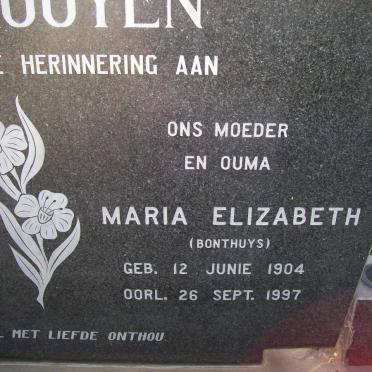 HERINNERING AAN
ONS MOEDER
EN OUMA
MARIA ELIZABETH
(BONTHUYS)
GEB. 12 JUNIE 1904
OORL. 26 SEPT. 1997
MET LIEFDE ONTHOU.